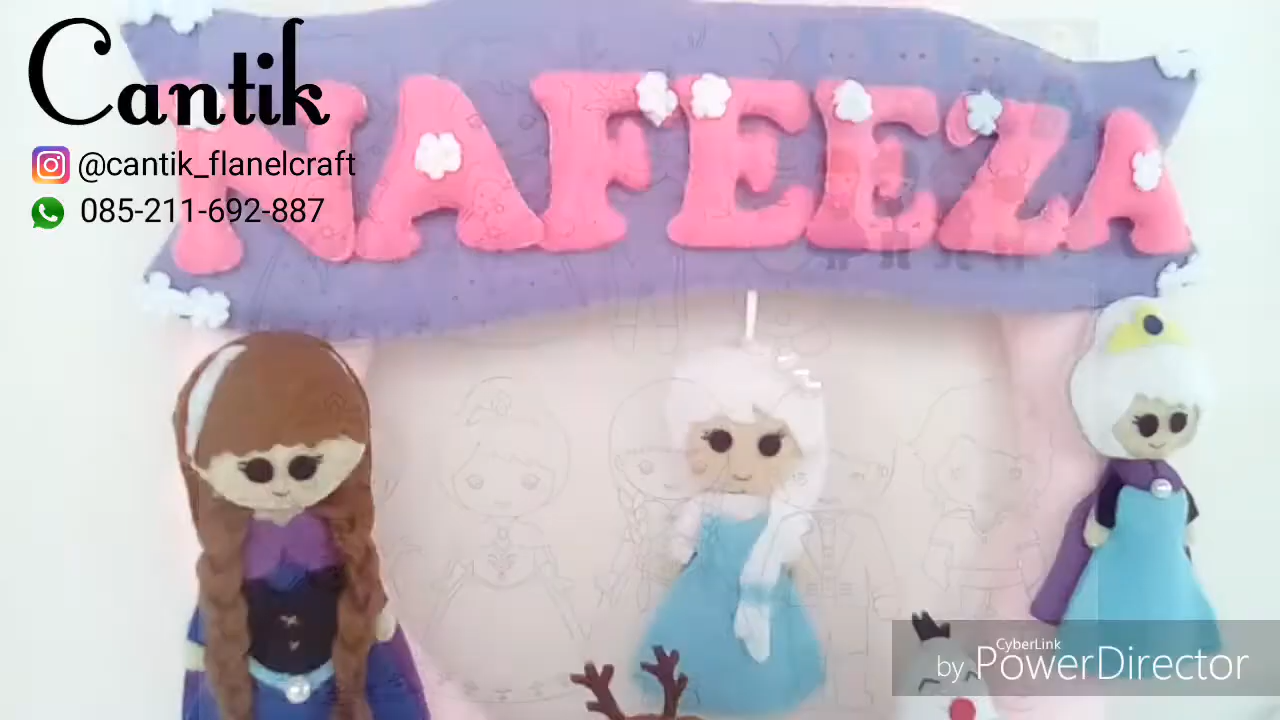 Cantik
NAFEEZA
@cantik_flanelcraft
085-211-692-887
CyberLink
by PowerDirector